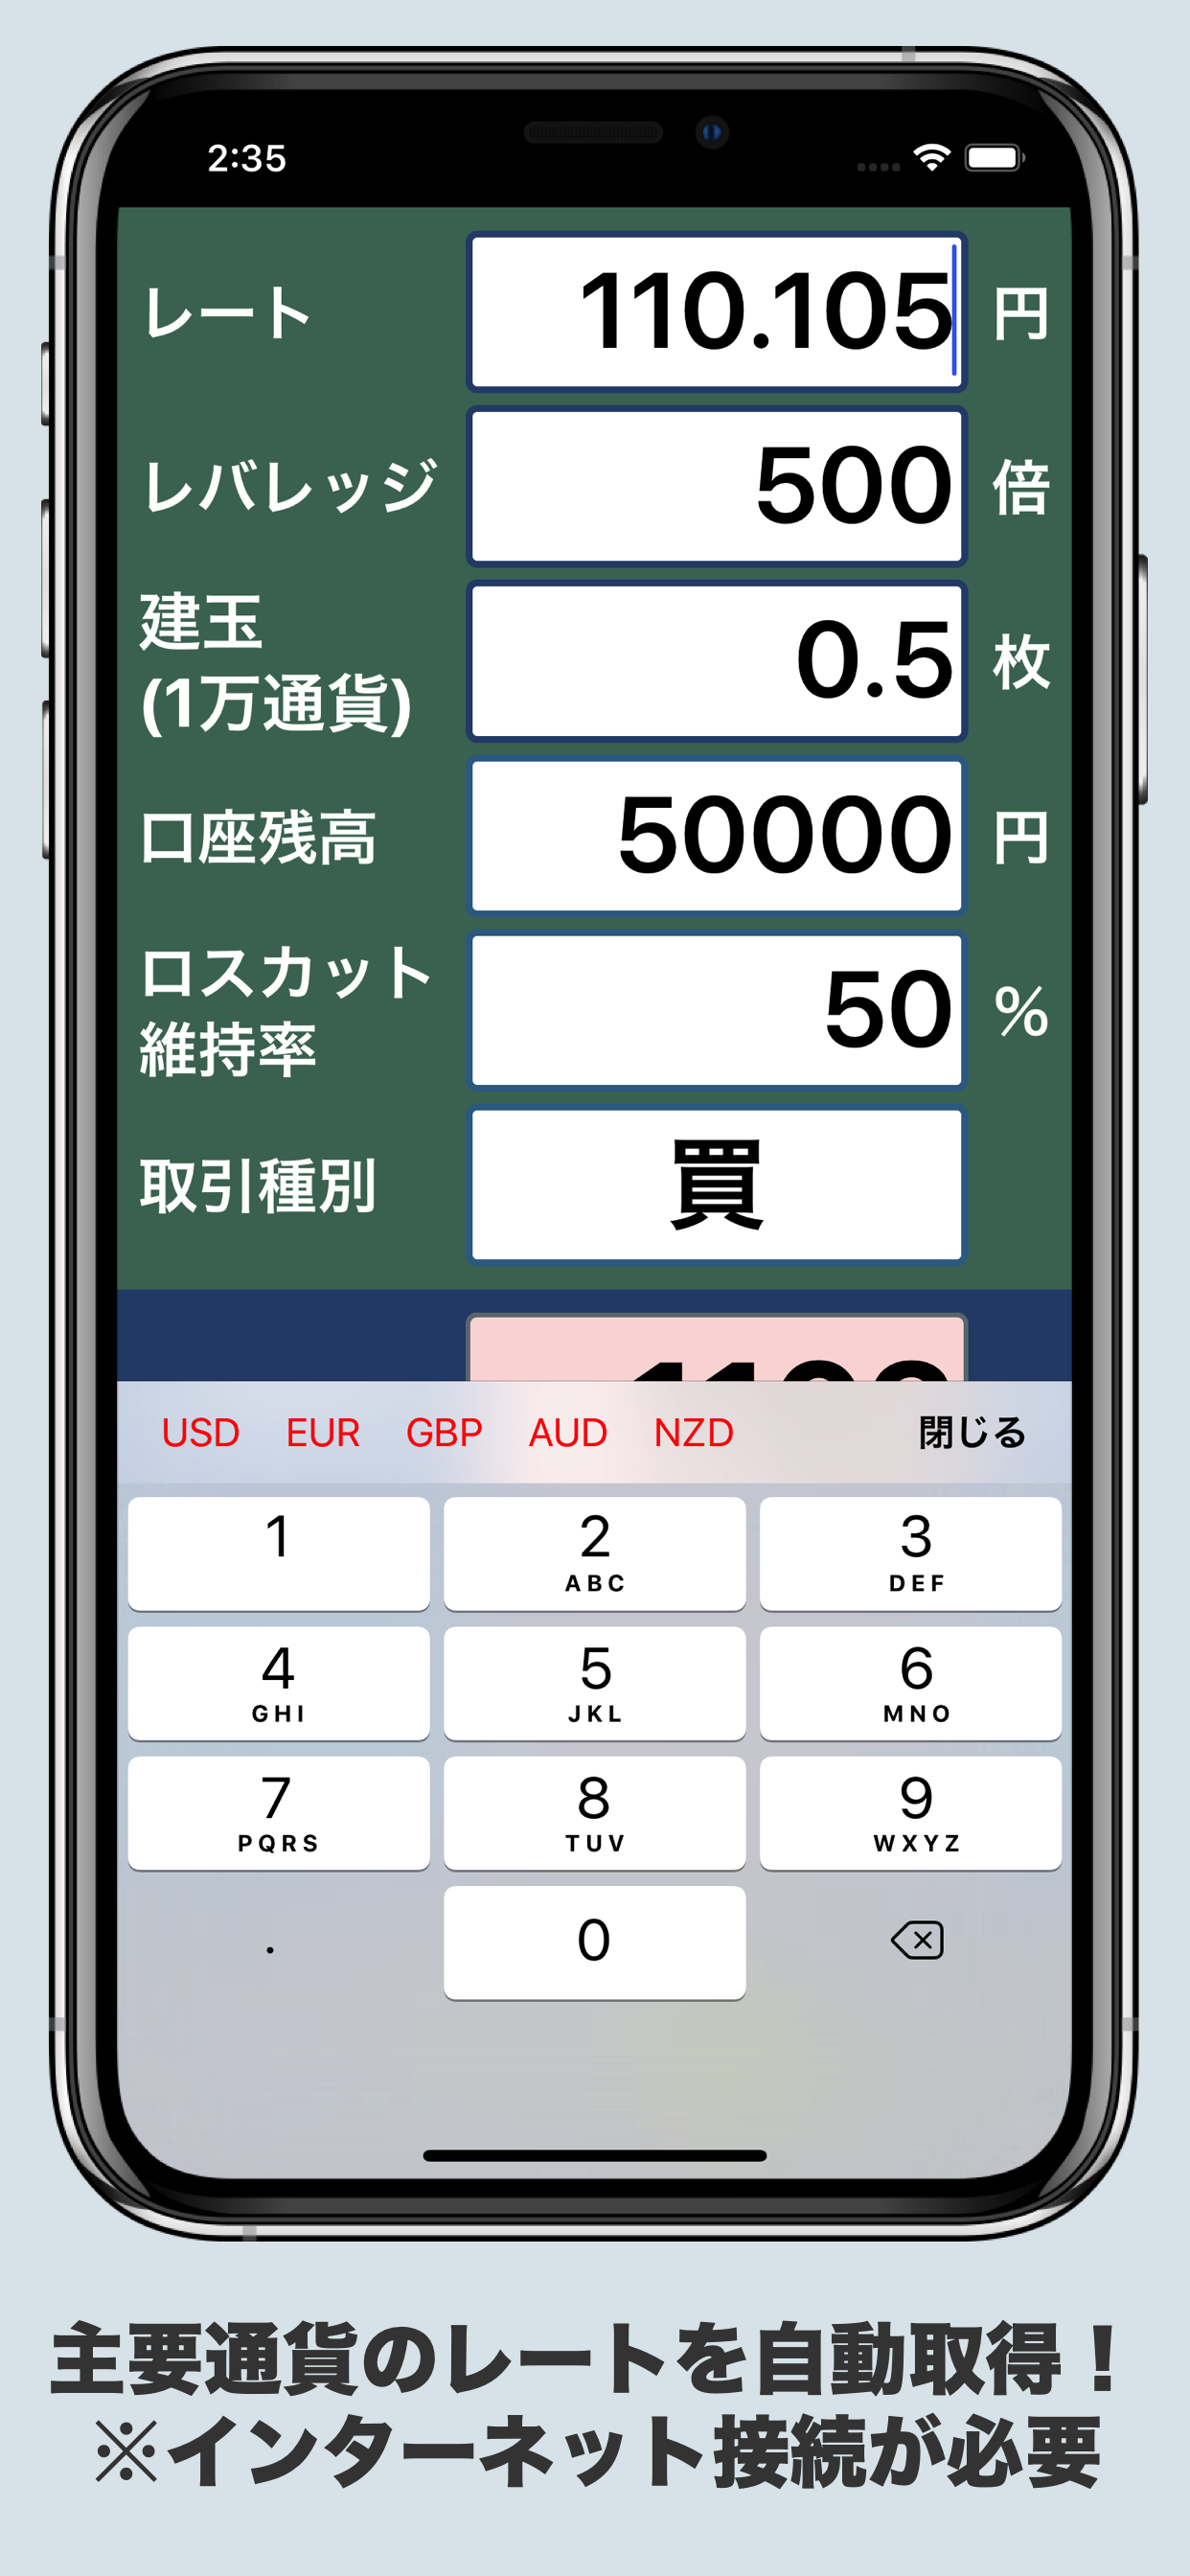 2:35
レート 110.105 円
レバレッジ 500 倍
建玉
(1万通貨) 0.5 枚
口座残高 50000 円
ロスカット
維持率 50 %
取引種別 買
USD EUR GBP AUD NZD 閉じる
1 2 3
ABC DEF
4 5 6
GHI JKL MNO
7 8 9
PQRS TUV WXYZ
. 0
主要通貨のレートを自動取得！
※インターネット接続が必要